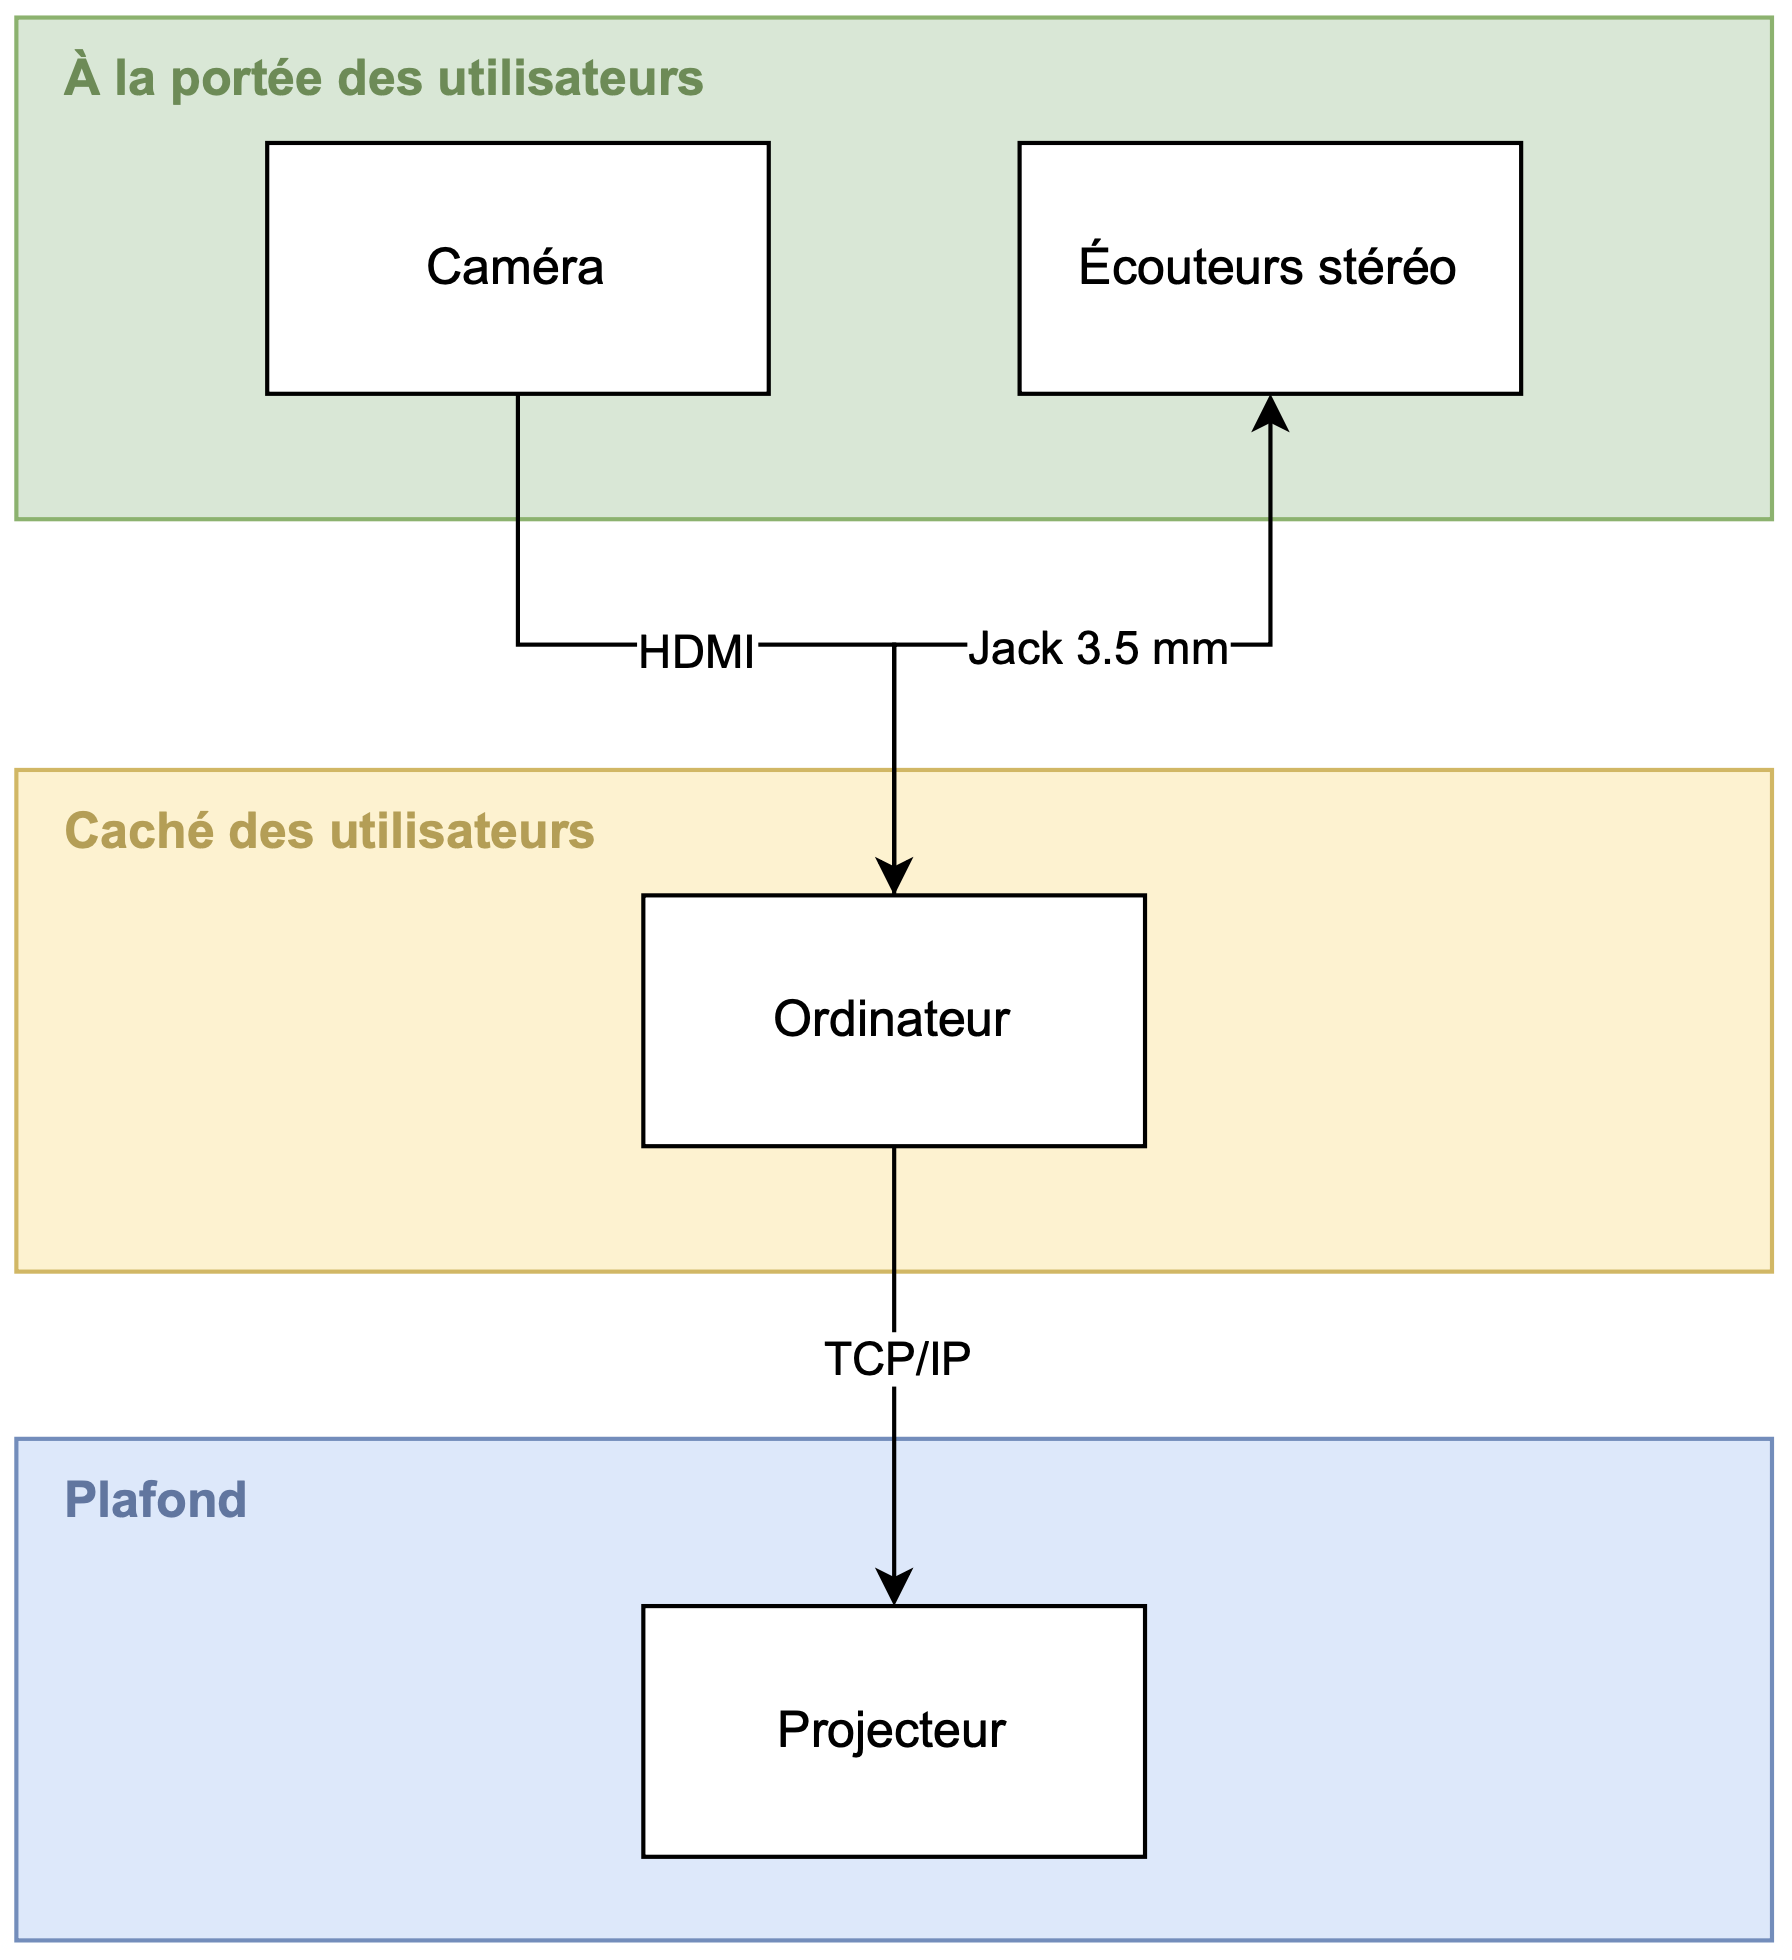 À la portée des utilisateurs
Caméra
Écouteurs stéréo
HDMI
Jack 3.5 mm
Caché des utilisateurs
Ordinateur
TCP/IP
Plafond
Projecteur